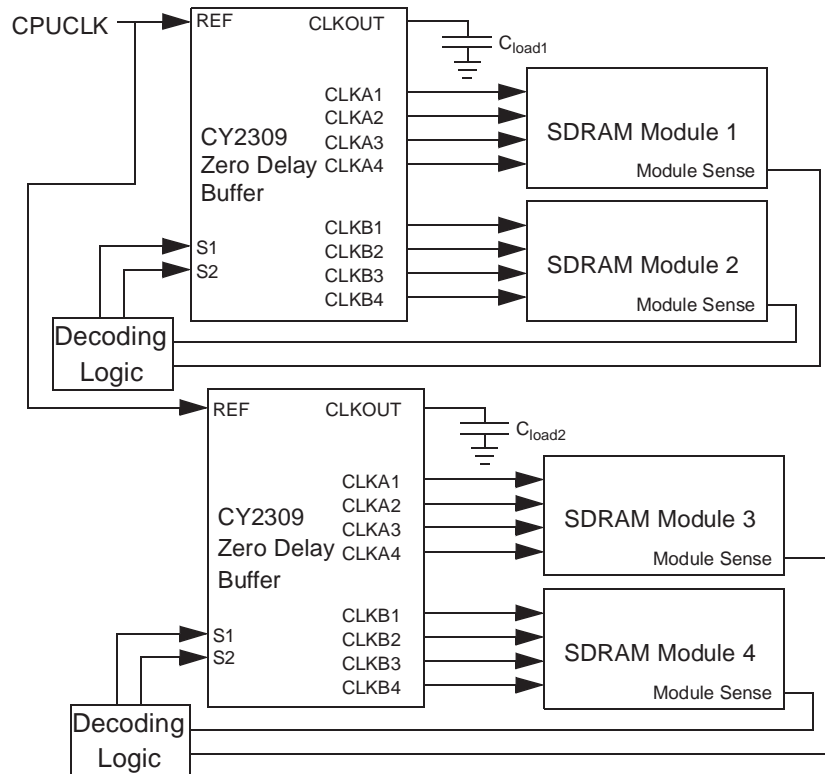 CPUCLK
REF
CLKOUT
Cload1
CLKA1
CLKA2
CLKA3
CLKA4
CY2309
Zero Delay
Buffer
SDRAM Module 1
Module Sense
CLKB1
CLKB2
CLKB3
CLKB4
S1
S2
SDRAM Module 2
Module Sense
Decoding
Logic
REF
CLKOUT
Cload2
CLKA1
CLKA2
CLKA3
CLKA4
CY2309
Zero Delay
Buffer
SDRAM Module 3
Module Sense
CLKB1
CLKB2
CLKB3
CLKB4
S1
S2
SDRAM Module 4
Module Sense
Decoding
Logic